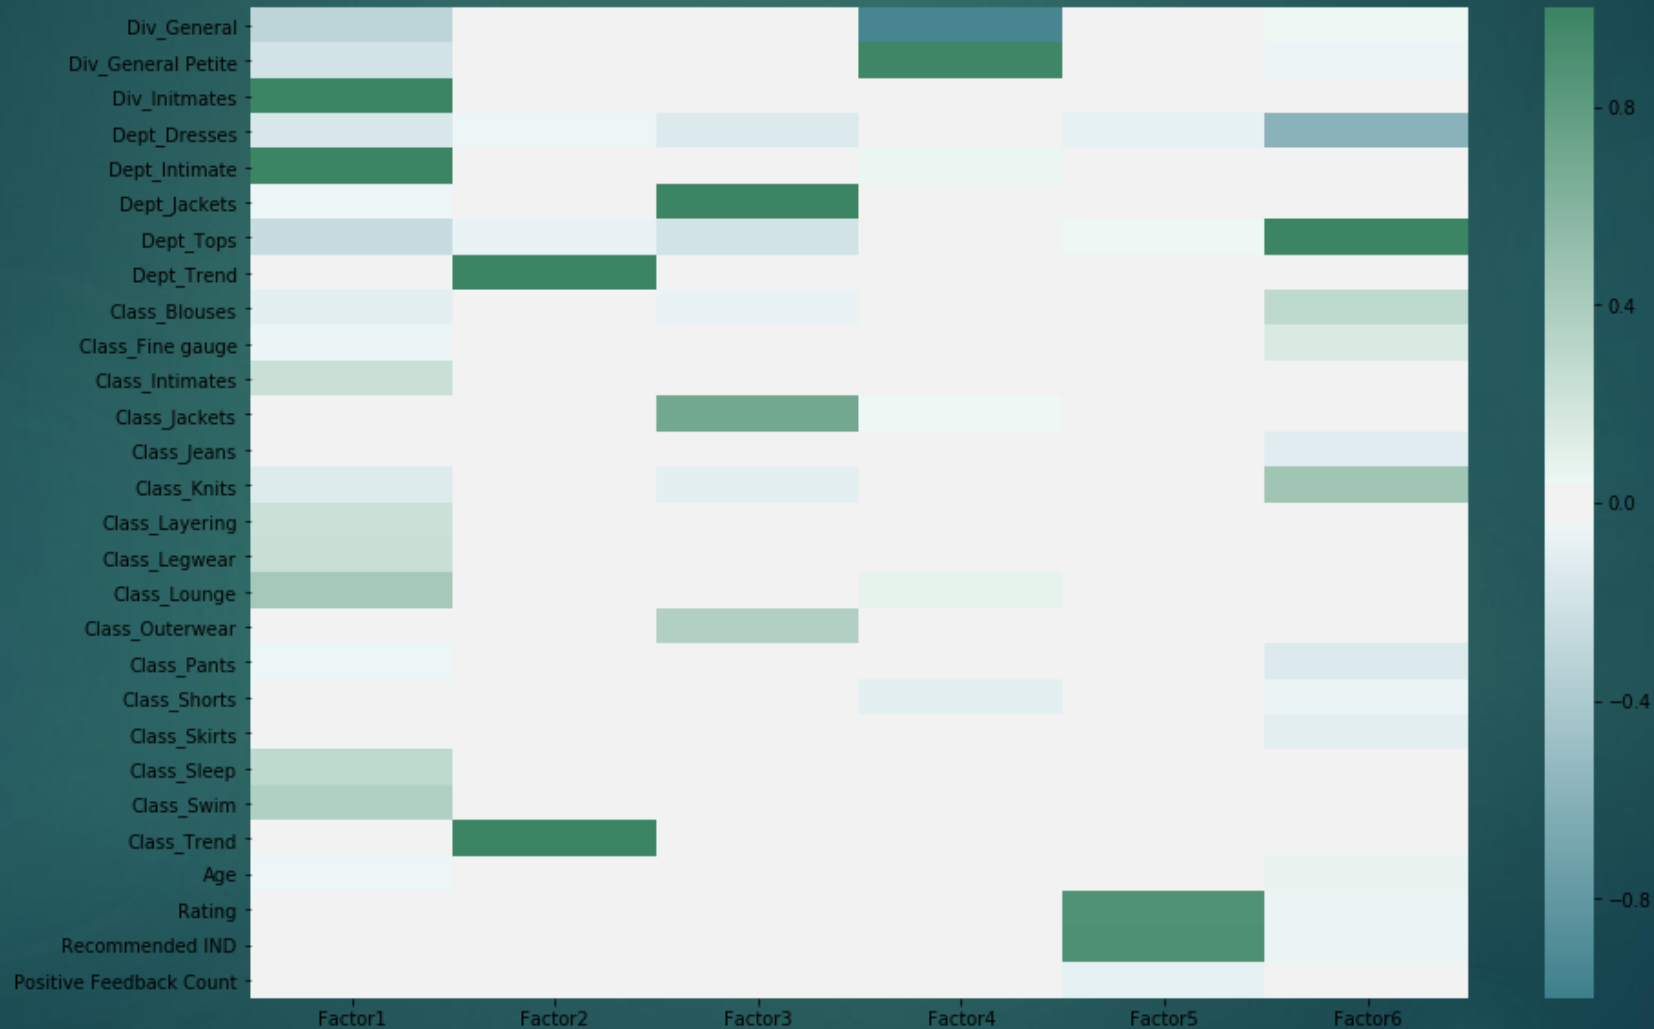 Div_General
Div_General Petite
Div_Initmates
Dept_Dresses
Dept_Intimate
Dept_Jackets
Dept_Tops
Dept_Trend
Class_Blouses
Class_Fine gauge
Class_Intimates
Class_Jackets
Class_Jeans
Class_Knits
Class_Layering
Class_Legwear
Class_Lounge
Class_Outerwear
Class_Pants
Class_Shorts
Class_Skirts
Class_Sleep
Class_Swim
Class_Trend
Age
Rating
Recommended IND
Positive Feedback Count
Factor1 Factor2 Factor3 Factor4 Factor5 Factor6
0.8
0.4
0.0
−0.4
−0.8